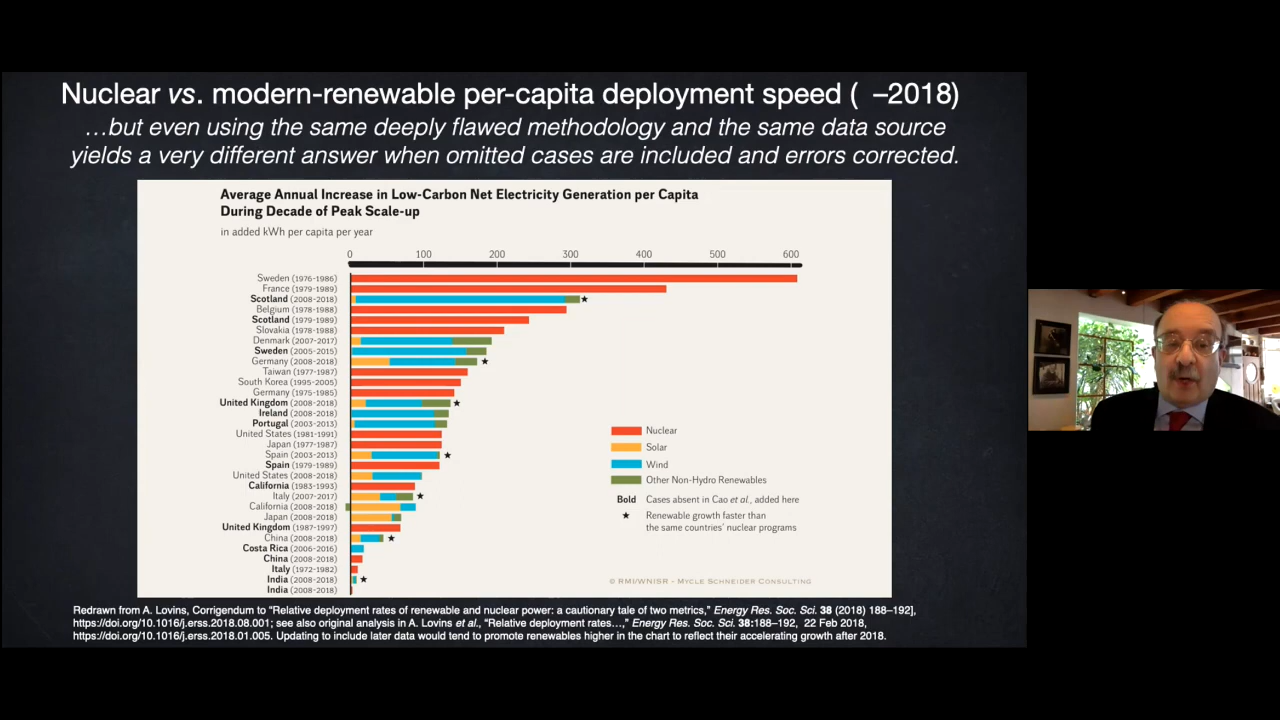 Nuclear vs. modern-renewable per-capita deployment speed ( –2018)
…but even using the same deeply flawed methodology and the same data source
yields a very different answer when omitted cases are included and errors corrected.
Average Annual Increase in Low-Carbon Net Electricity Generation per Capita
During Decade of Peak Scale-up
in added kWh per capita per year
0 100 200 300 400 500 600
Sweden (1976-1986)
France (1979-1989)
Scotland (2008-2018) ★
Belgium (1978-1988)
Scotland (1979-1989)
Slovakia (1978-1988)
Denmark (2007-2017)
Sweden (2005-2015)
Germany (2008-2018) ★
Taiwan (1977-1987)
South Korea (1995-2005)
Germany (1975-1985)
United Kingdom (2008-2018) ★
Ireland (2008-2018)
Portugal (2003-2013)
United States (1981-1991)
Japan (1977-1987)
Spain (2003-2013) ★
Spain (1979-1989)
United States (2008-2018)
California (1983-1993)
Italy (2007-2017) ★
California (2008-2018)
Japan (2008-2018)
United Kingdom (1987-1997)
China (2008-2018) ★
Costa Rica (2006-2016)
China (2008-2018)
Italy (1972-1982)
India (2008-2018) ★
India (2008-2018)
Nuclear
Solar
Wind
Other Non-Hydro Renewables
Bold Cases absent in Cao et al., added here
★ Renewable growth faster than
the same countries' nuclear programs
© RMI/WNISR - Mycle Schneider Consulting
Redrawn from A. Lovins, Corrigendum to “Relative deployment rates of renewable and nuclear power: a cautionary tale of two metrics,” Energy Res. Soc. Sci. 38 (2018) 188–192],
https://doi.org/10.1016/j.erss.2018.08.001; see also original analysis in A. Lovins et al., “Relative deployment rates…,” Energy Res. Soc. Sci. 38:188–192, 22 Feb 2018,
https://doi.org/10.1016/j.erss.2018.01.005. Updating to include later data would tend to promote renewables higher in the chart to reflect their accelerating growth after 2018.